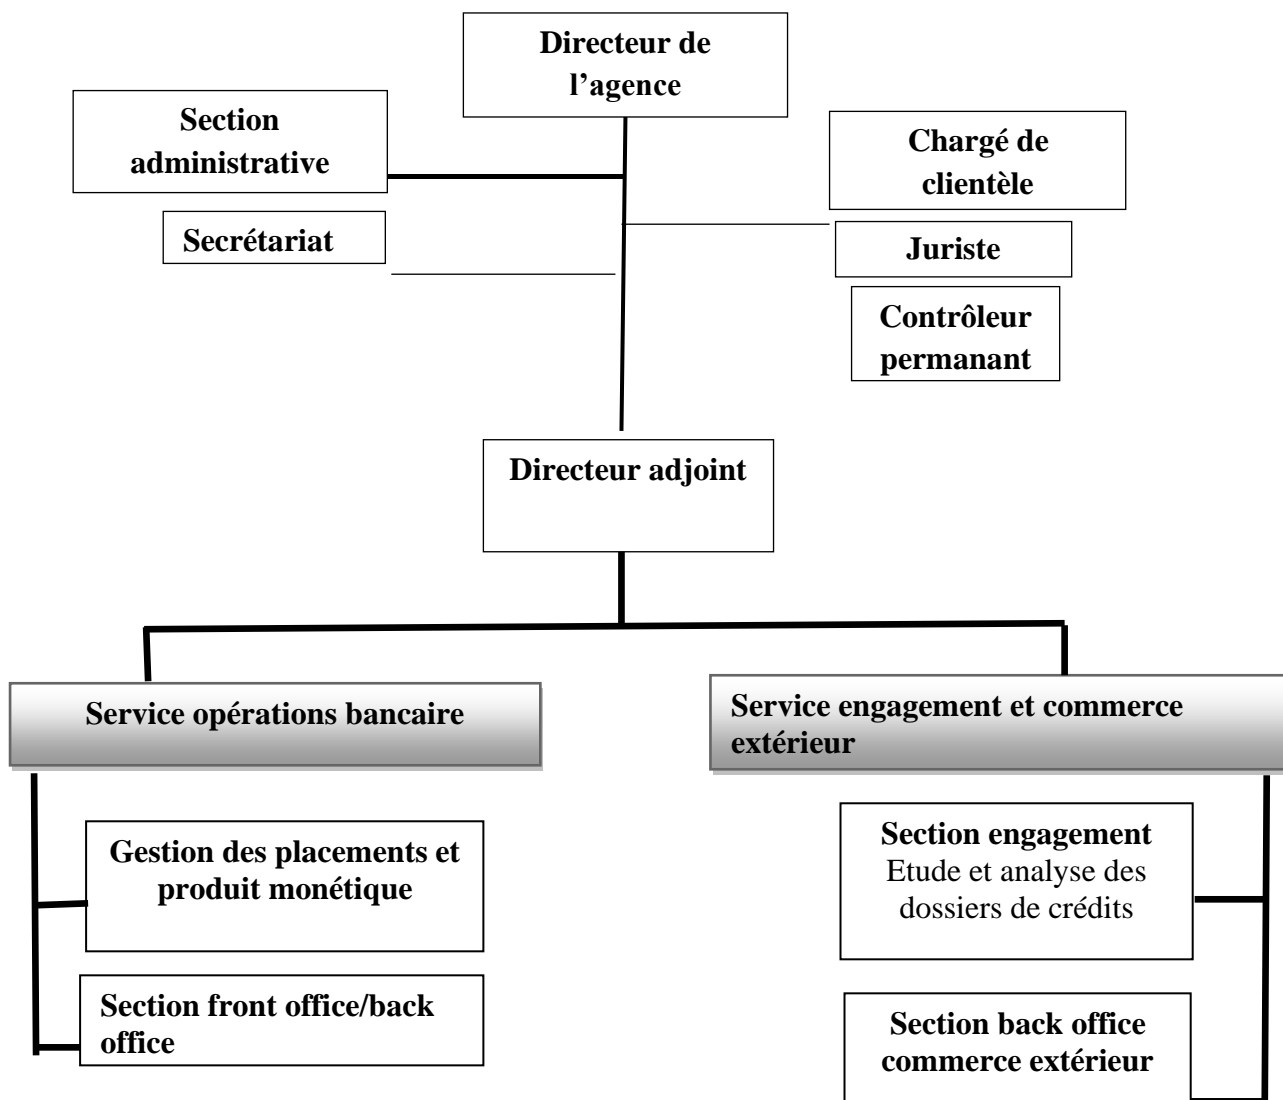 Directeur de
l’agence
Section
administrative
Chargé de
clientèle
Secrétariat
Juriste
Contrôleur
permanant
Directeur adjoint
Service opérations bancaire
Service engagement et commerce
extérieur
Gestion des placements et
produit monétique
Section engagement
Etude et analyse des
dossiers de crédits
Section front office/back
office
Section back office
commerce extérieur